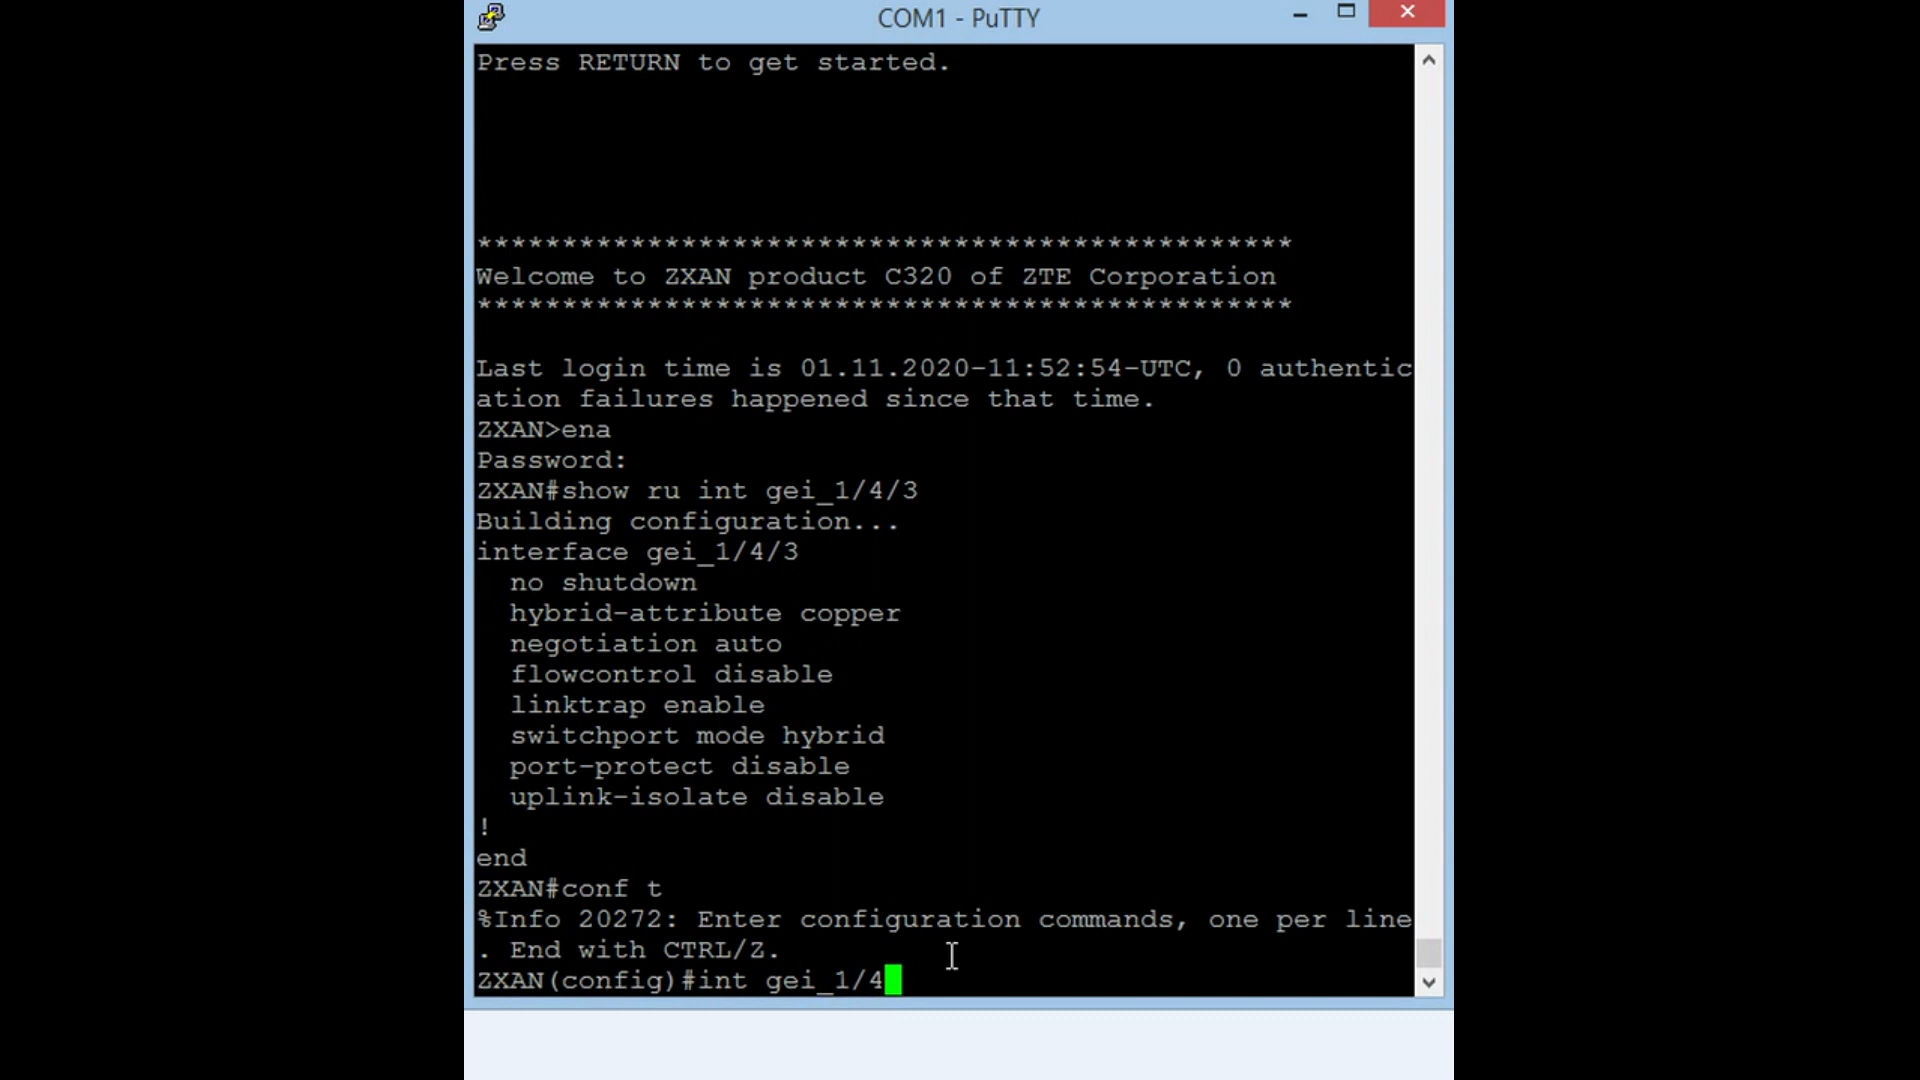 COM1 - PuTTY
Press RETURN to get started.
************************************************
Welcome to ZXAN product C320 of ZTE Corporation
************************************************
Last login time is 01.11.2020-11:52:54-UTC, 0 authentic
ation failures happened since that time.
ZXAN>ena
Password:
ZXAN#show ru int gei_1/4/3
Building configuration...
interface gei_1/4/3
  no shutdown
  hybrid-attribute copper
  negotiation auto
  flowcontrol disable
  linktrap enable
  switchport mode hybrid
  port-protect disable
  uplink-isolate disable
!
end
ZXAN#conf t
%Info 20272: Enter configuration commands, one per line
. End with CTRL/Z.
ZXAN(config)#int gei_1/4